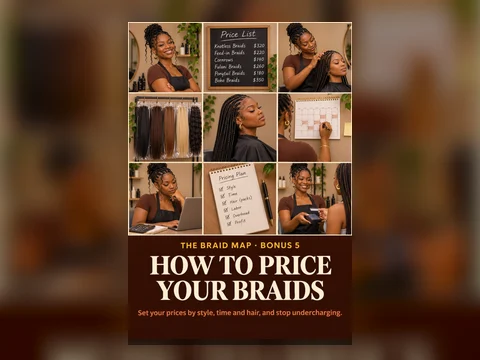 Price List
Knotless Braids $320
Feed-in Braids $220
Cornrows $160
Fulani Braids $260
Ponytail Braids $180
Boho Braids $350
Pricing Plan
Style
Time
Hair (packs)
Labor
Overhead
Profit
THE BRAID MAP · BONUS 5
HOW TO PRICE
YOUR BRAIDS
Set your prices by style, time and hair, and stop undercharging.